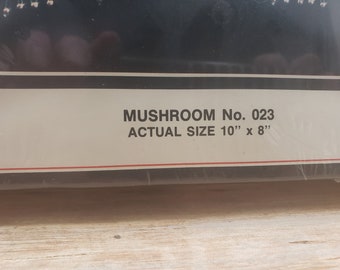 MUSHROOM No. 023
ACTUAL SIZE 10" x 8"